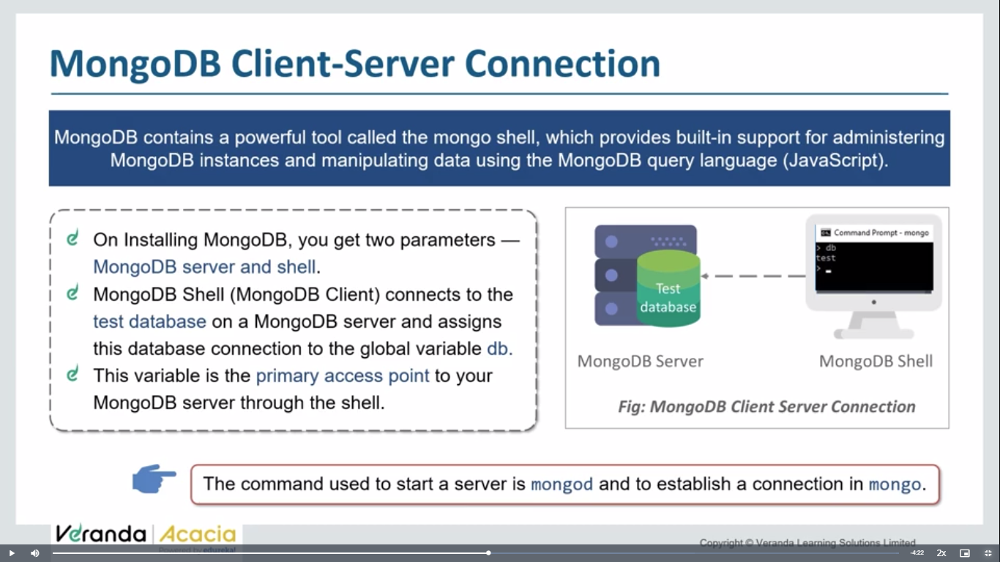 MongoDB Client-Server Connection
MongoDB contains a powerful tool called the mongo shell, which provides built-in support for administering
MongoDB instances and manipulating data using the MongoDB query language (JavaScript).
On Installing MongoDB, you get two parameters —
MongoDB server and shell.
MongoDB Shell (MongoDB Client) connects to the
test database on a MongoDB server and assigns
this database connection to the global variable db.
This variable is the primary access point to your
MongoDB server through the shell.
Test
database
MongoDB Server
Command Prompt - mongo
> db
test
>
MongoDB Shell
Fig: MongoDB Client Server Connection
The command used to start a server is mongod and to establish a connection in mongo.
Veranda | Acacia
Powered by edureka!
Copyright © Veranda Learning Solutions Limited
-4:22
2x